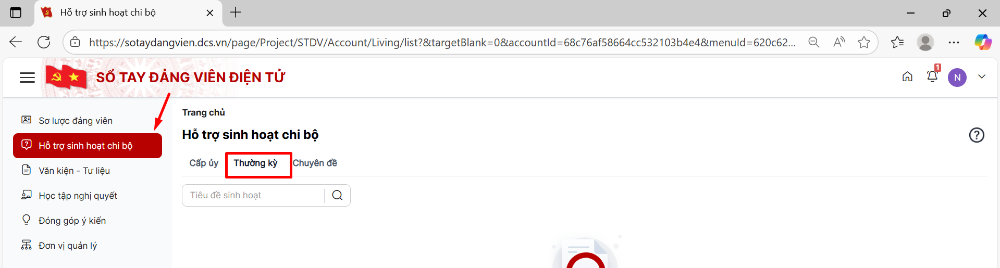 Hỗ trợ sinh hoạt chi bộ
https://sotaydangvien.dcs.vn/page/Project/STDV/Account/Living/list?&targetBlank=0&accountId=68c76af58664cc532103b4e4&menuId=620c62...
SỔ TAY ĐẢNG VIÊN ĐIỆN TỬ
1
N
Sơ lược đảng viên
Hỗ trợ sinh hoạt chi bộ
Văn kiện - Tư liệu
Học tập nghị quyết
Đóng góp ý kiến
Đơn vị quản lý
Trang chủ
Hỗ trợ sinh hoạt chi bộ
Cấp ủy Thường kỳ Chuyên đề
Tiêu đề sinh hoạt